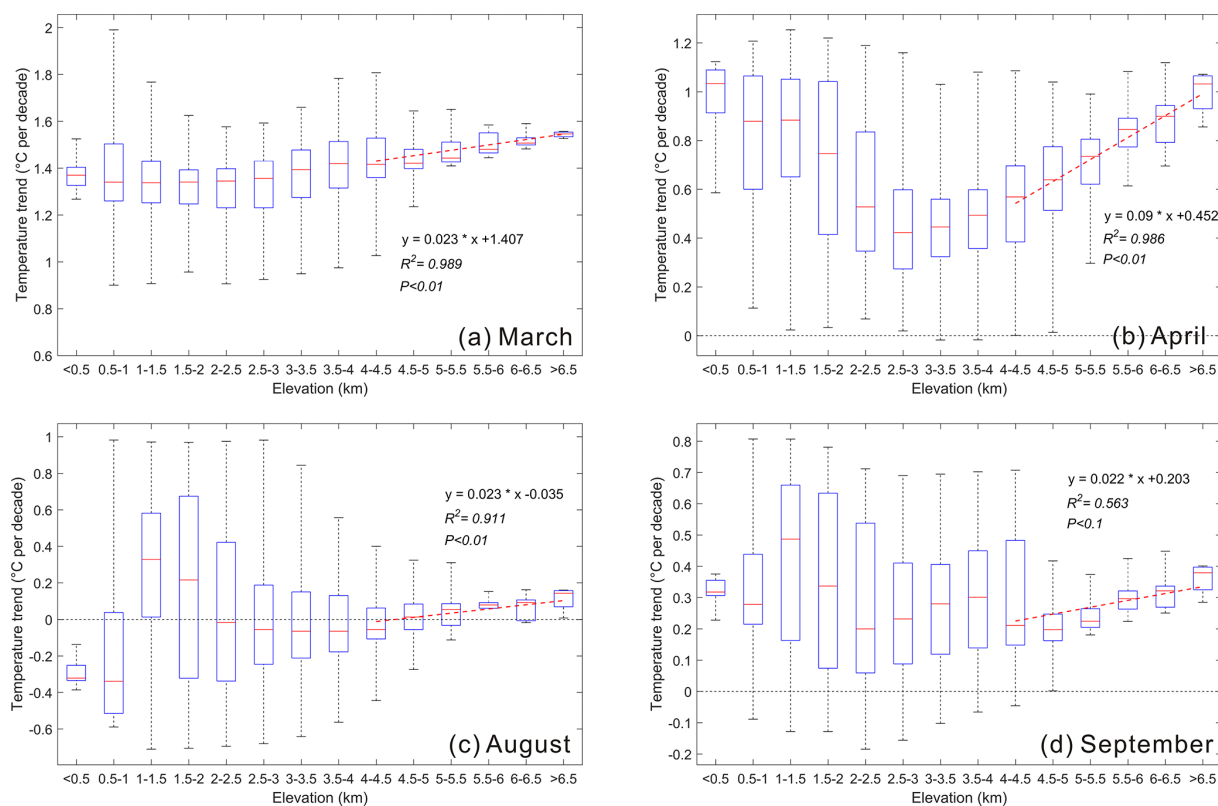 Temperature trend (°C per decade)
2
1.8
1.6
1.4
1.2
1
0.8
0.6
y = 0.023 * x +1.407
R²= 0.989
P<0.01
(a) March
<0.5 0.5-1 1-1.5 1.5-2 2-2.5 2.5-3 3-3.5 3.5-4 4-4.5 4.5-5 5-5.5 5.5-6 6-6.5 >6.5
Elevation (km)
Temperature trend (°C per decade)
1.2
1
0.8
0.6
0.4
0.2
0
y = 0.09 * x +0.452
R²= 0.986
P<0.01
(b) April
<0.5 0.5-1 1-1.5 1.5-2 2-2.5 2.5-3 3-3.5 3.5-4 4-4.5 4.5-5 5-5.5 5.5-6 6-6.5 >6.5
Elevation (km)
Temperature trend (°C per decade)
1
0.8
0.6
0.4
0.2
0
-0.2
-0.4
-0.6
y = 0.023 * x -0.035
R²= 0.911
P<0.01
(c) August
<0.5 0.5-1 1-1.5 1.5-2 2-2.5 2.5-3 3-3.5 3.5-4 4-4.5 4.5-5 5-5.5 5.5-6 6-6.5 >6.5
Elevation (km)
Temperature trend (°C per decade)
0.8
0.7
0.6
0.5
0.4
0.3
0.2
0.1
0
-0.1
-0.2
y = 0.022 * x +0.203
R²= 0.563
P<0.1
(d) September
<0.5 0.5-1 1-1.5 1.5-2 2-2.5 2.5-3 3-3.5 3.5-4 4-4.5 4.5-5 5-5.5 5.5-6 6-6.5 >6.5
Elevation (km)